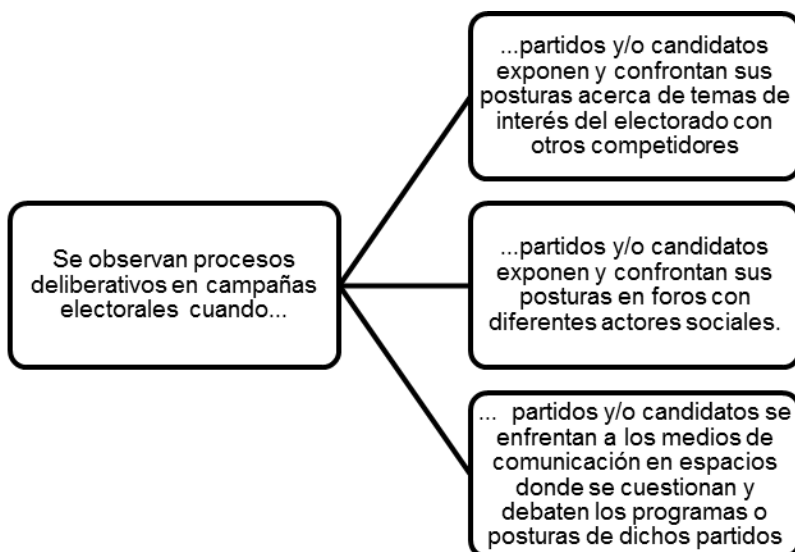 Se observan procesos
deliberativos en campañas
electorales cuando...
...partidos y/o candidatos
exponen y confrontan sus
posturas acerca de temas de
interés del electorado con
otros competidores
...partidos y/o candidatos
exponen y confrontan sus
posturas en foros con
diferentes actores sociales.
... partidos y/o candidatos se
enfrentan a los medios de
comunicación en espacios
donde se cuestionan y
debaten los programas o
posturas de dichos partidos